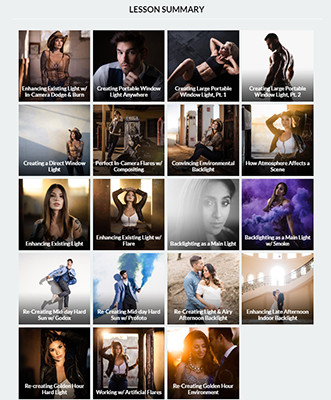 LESSON SUMMARY
Enhancing Existing Light w/
In-Camera Dodge & Burn
Creating Portable Window
Light Anywhere
Creating Large Portable
Window Light, Pt. 1
Creating Large Portable
Window Light, Pt. 2
Creating a Direct Window
Light
Perfect In-Camera Flares w/
Compositing
Convincing Environmental
Backlight
How Atmosphere Affects a
Scene
Enhancing Existing Light
Enhancing Existing Light w/
Flare
Backlighting as a Main Light
Backlighting as a Main Light
w/ Smoke
Re-Creating Mid-day Hard
Sun w/ Godox
Re-Creating Mid-day Hard
Sun w/ Profoto
Re-Creating Light & Airy
Afternoon Backlight
Enhancing Late Afternoon
Indoor Backlight
Re-creating Golden Hour
Hard Light
Working w/ Artificial Flares
Re-Creating Golden Hour
Environment